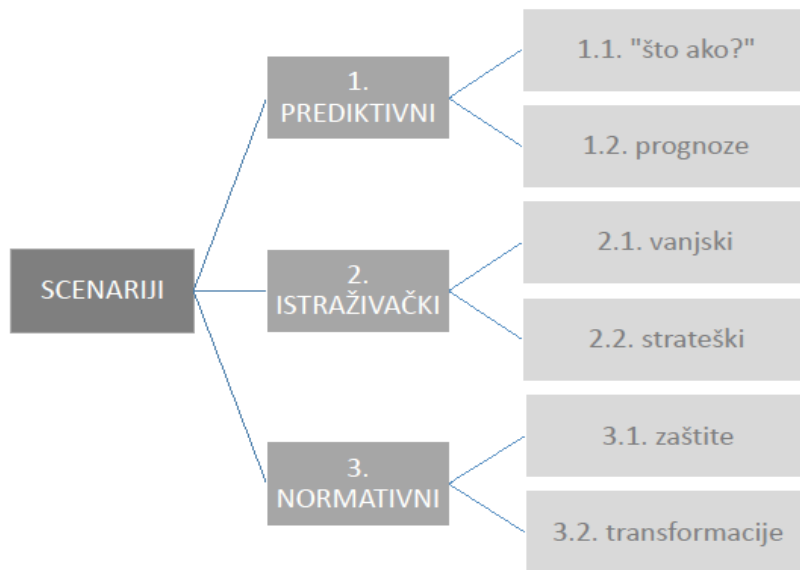 SCENARIJI
1.
PREDIKTIVNI
1.1. "što ako?"
1.2. prognoze
2.
ISTRAŽIVAČKI
2.1. vanjski
2.2. strateški
3.
NORMATIVNI
3.1. zaštite
3.2. transformacije